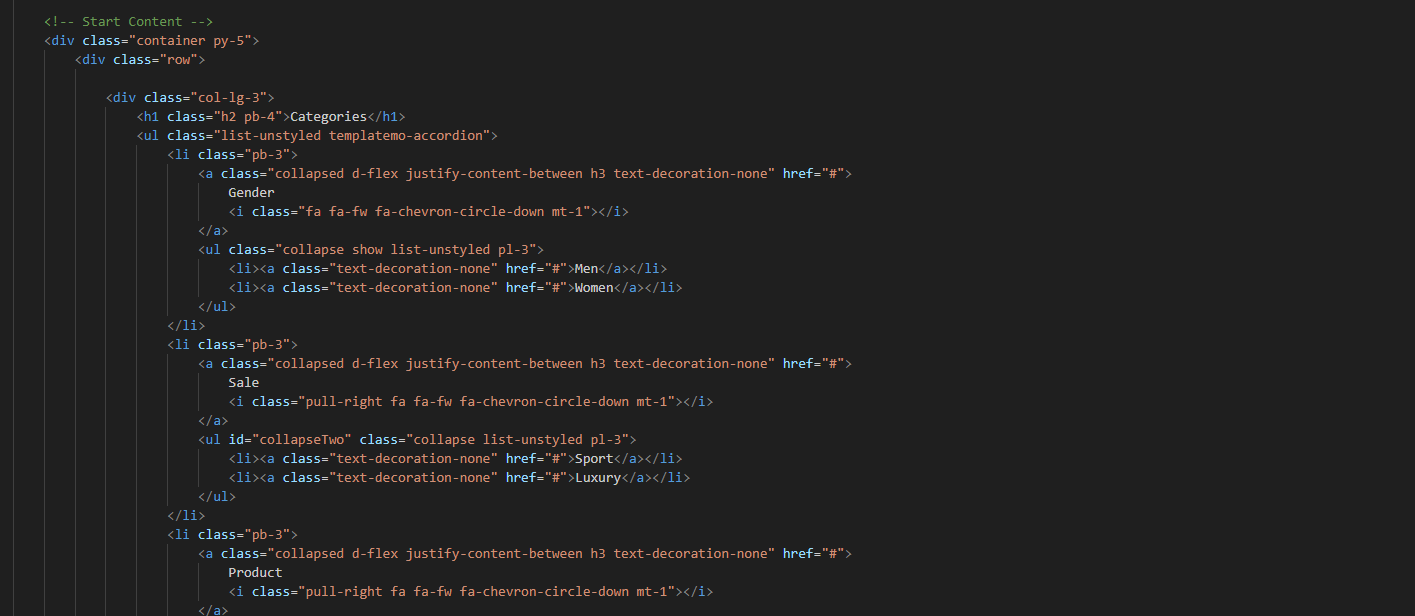 <!-- Start Content -->
<div class="container py-5">
<div class="row">
<div class="col-lg-3">
<h1 class="h2 pb-4">Categories</h1>
<ul class="list-unstyled templatemo-accordion">
<li class="pb-3">
<a class="collapsed d-flex justify-content-between h3 text-decoration-none" href="#">
Gender
<i class="fa fa-fw fa-chevron-circle-down mt-1"></i>
</a>
<ul class="collapse show list-unstyled pl-3">
<li><a class="text-decoration-none" href="#">Men</a></li>
<li><a class="text-decoration-none" href="#">Women</a></li>
</ul>
</li>
<li class="pb-3">
<a class="collapsed d-flex justify-content-between h3 text-decoration-none" href="#">
Sale
<i class="pull-right fa fa-fw fa-chevron-circle-down mt-1"></i>
</a>
<ul id="collapseTwo" class="collapse list-unstyled pl-3">
<li><a class="text-decoration-none" href="#">Sport</a></li>
<li><a class="text-decoration-none" href="#">Luxury</a></li>
</ul>
</li>
<li class="pb-3">
<a class="collapsed d-flex justify-content-between h3 text-decoration-none" href="#">
Product
<i class="pull-right fa fa-fw fa-chevron-circle-down mt-1"></i>
</a>